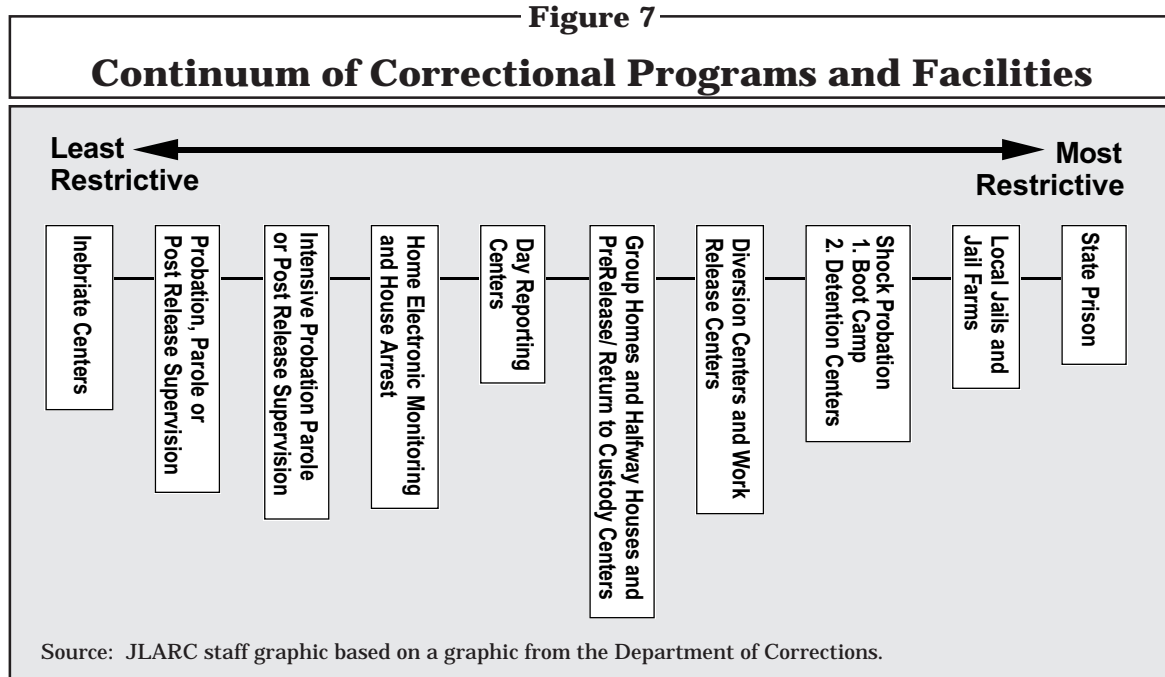 Figure 7
Continuum of Correctional Programs and Facilities
Least
Restrictive
Most
Restrictive
Inebriate Centers
Probation, Parole or
Post Release Supervision
Intensive Probation Parole
or Post Release Supervision
Home Electronic Monitoring
and House Arrest
Day Reporting
Centers
Group Homes and Halfway Houses and
PreRelease/ Return to Custody Centers
Diversion Centers and Work
Release Centers
Shock Probation
1. Boot Camp
2. Detention Centers
Local Jails and
Jail Farms
State Prison
Source: JLARC staff graphic based on a graphic from the Department of Corrections.